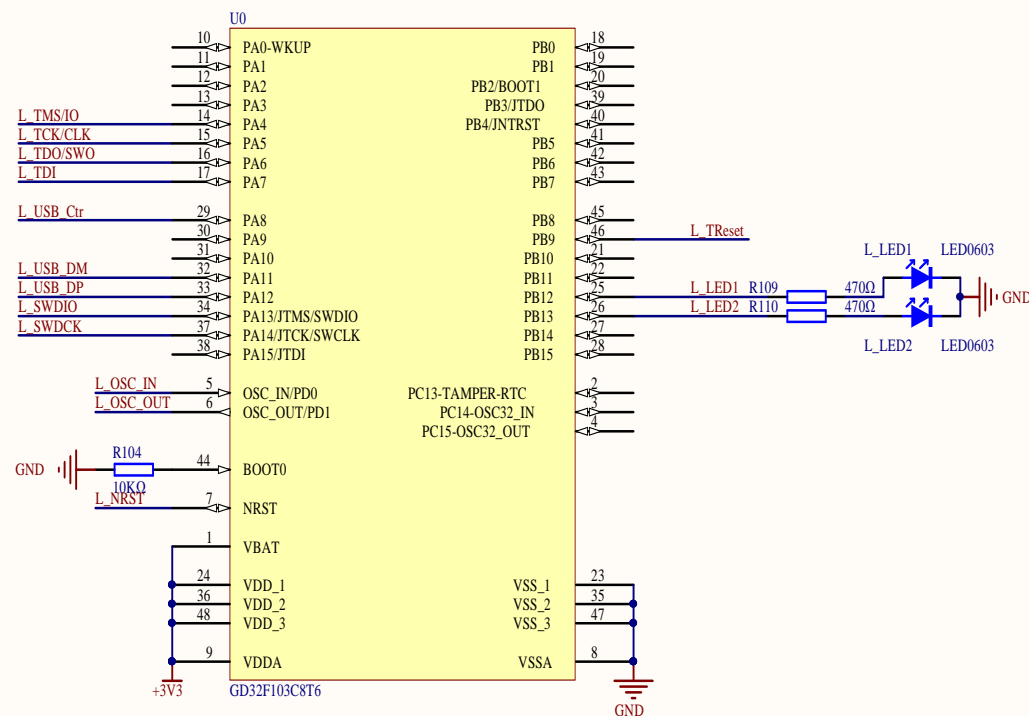 U0
10 PA0-WKUP PB0 18
11 PA1 PB1 19
12 PA2 PB2/BOOT1 20
13 PA3 PB3/JTDO 39
L_TMS/IO 14 PA4 PB4/JNTRST 40
L_TCK/CLK 15 PA5 PB5 41
L_TDO/SWO 16 PA6 PB6 42
L_TDI 17 PA7 PB7 43
L_USB_Ctr 29 PA8 PB8 45
30 PA9 PB9 46 L_TReset
31 PA10 PB10 21
L_LED1 LED0603
L_USB_DM 32 PA11 PB11 22
L_USB_DP 33 PA12 PB12 25 L_LED1 R109 470Ω
GND
L_SWDIO 34 PA13/JTMS/SWDIO PB13 26 L_LED2 R110 470Ω
L_SWDCK 37 PA14/JTCK/SWCLK PB14 27
L_LED2 LED0603
38 PA15/JTDI PB15 28
L_OSC_IN 5 OSC_IN/PD0 PC13-TAMPER-RTC 2
L_OSC_OUT 6 OSC_OUT/PD1 PC14-OSC32_IN 3
PC15-OSC32_OUT 4
R104
GND 44 BOOT0
10KΩ
L_NRST 7 NRST
1 VBAT
24 VDD_1 VSS_1 23
36 VDD_2 VSS_2 35
48 VDD_3 VSS_3 47
9 VDDA VSSA 8
+3V3 GD32F103C8T6
GND